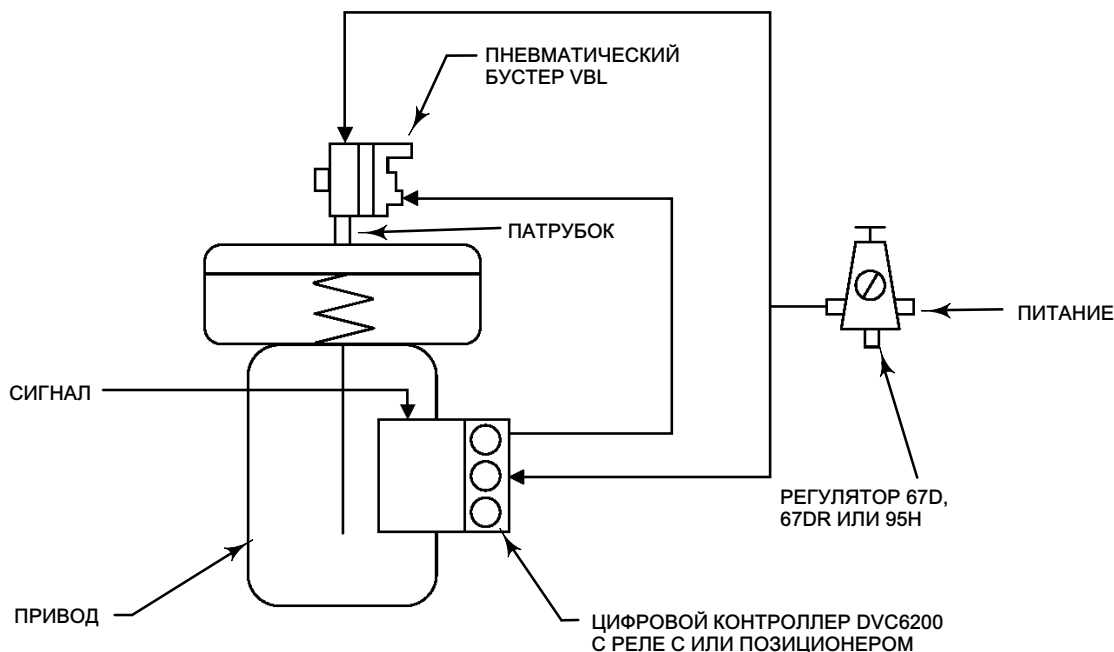 ПНЕВМАТИЧЕСКИЙ
БУСТЕР VBL
ПАТРУБОК
ПИТАНИЕ
СИГНАЛ
РЕГУЛЯТОР 67D,
67DR ИЛИ 95H
ПРИВОД
ЦИФРОВОЙ КОНТРОЛЛЕР DVC6200
С РЕЛЕ C ИЛИ ПОЗИЦИОНЕРОМ